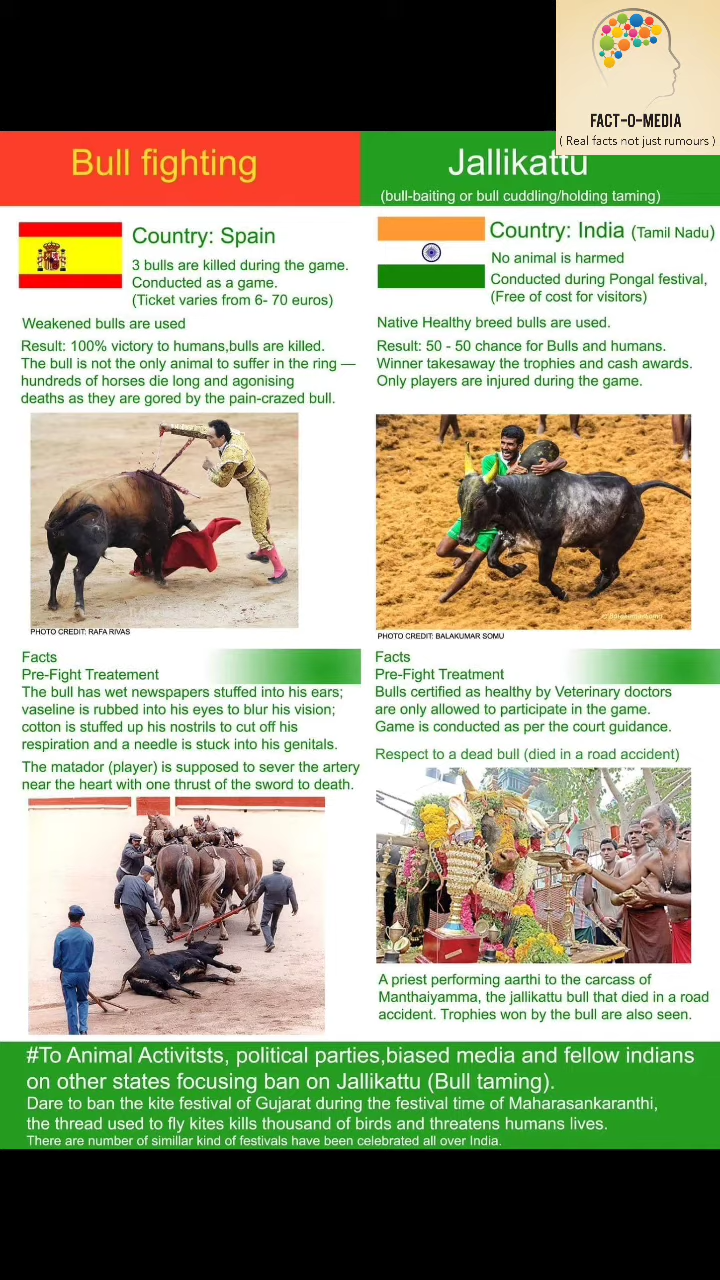 FACT-O-MEDIA
( Real facts not just rumours )
Bull fighting
Country: Spain
3 bulls are killed during the game.
Conducted as a game.
(Ticket varies from 6- 70 euros)
Weakened bulls are used
Result: 100% victory to humans,bulls are killed.
The bull is not the only animal to suffer in the ring —
hundreds of horses die long and agonising
deaths as they are gored by the pain-crazed bull.
PHOTO CREDIT: RAFA RIVAS
Facts
Pre-Fight Treatement
The bull has wet newspapers stuffed into his ears;
vaseline is rubbed into his eyes to blur his vision;
cotton is stuffed up his nostrils to cut off his
respiration and a needle is stuck into his genitals.
The matador (player) is supposed to sever the artery
near the heart with one thrust of the sword to death.
Jallikattu
(bull-baiting or bull cuddling/holding taming)
Country: India (Tamil Nadu)
No animal is harmed
Conducted during Pongal festival,
(Free of cost for visitors)
Native Healthy breed bulls are used.
Result: 50 - 50 chance for Bulls and humans.
Winner takesaway the trophies and cash awards.
Only players are injured during the game.
PHOTO CREDIT: BALAKUMAR SOMU
Facts
Pre-Fight Treatment
Bulls certified as healthy by Veterinary doctors
are only allowed to participate in the game.
Game is conducted as per the court guidance.
Respect to a dead bull (died in a road accident)
A priest performing aarthi to the carcass of
Manthaiyamma, the jallikattu bull that died in a road
accident. Trophies won by the bull are also seen.
#To Animal Activitsts, political parties,biased media and fellow indians
on other states focusing ban on Jallikattu (Bull taming).
Dare to ban the kite festival of Gujarat during the festival time of Maharasankaranthi,
the thread used to fly kites kills thousand of birds and threatens humans lives.
There are number of simillar kind of festivals have been celebrated all over India.